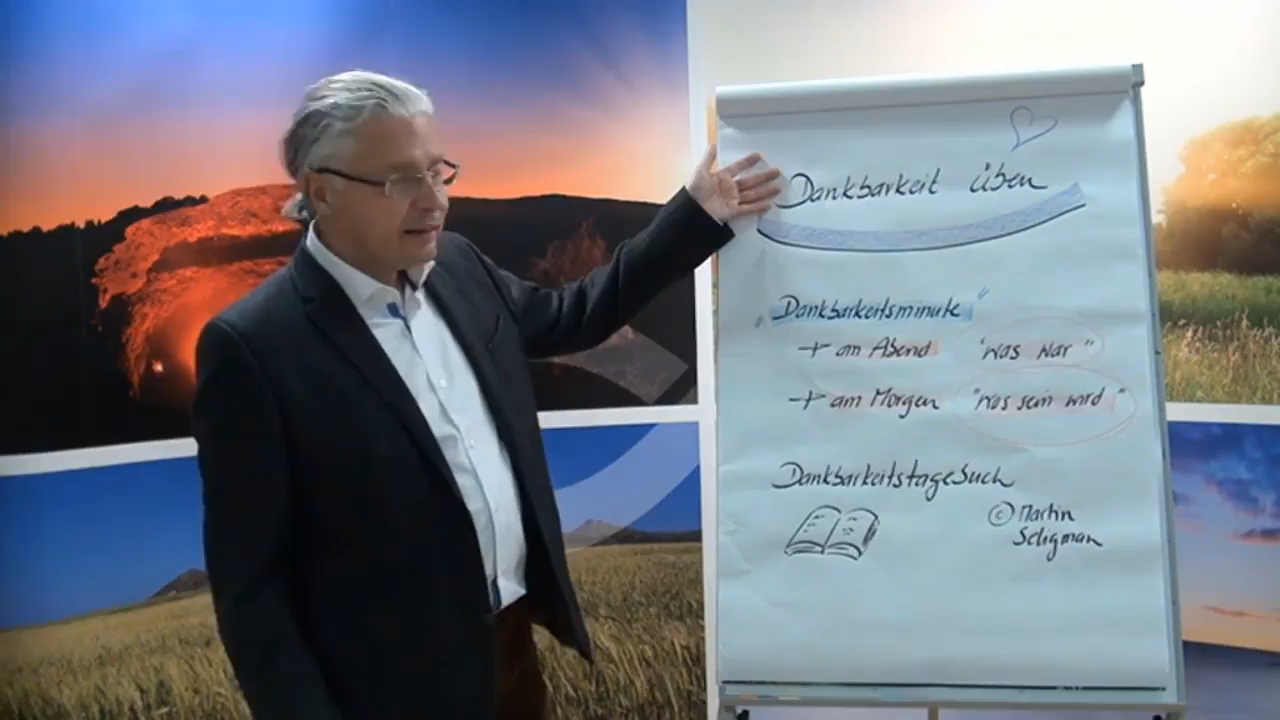 Dankbarkeit üben
"Dankbarkeitsminute"
+ am Abend "Was war"
+ am Morgen "Was sein wird"
Dankbarkeitstagebuch
© Martin
Seligman